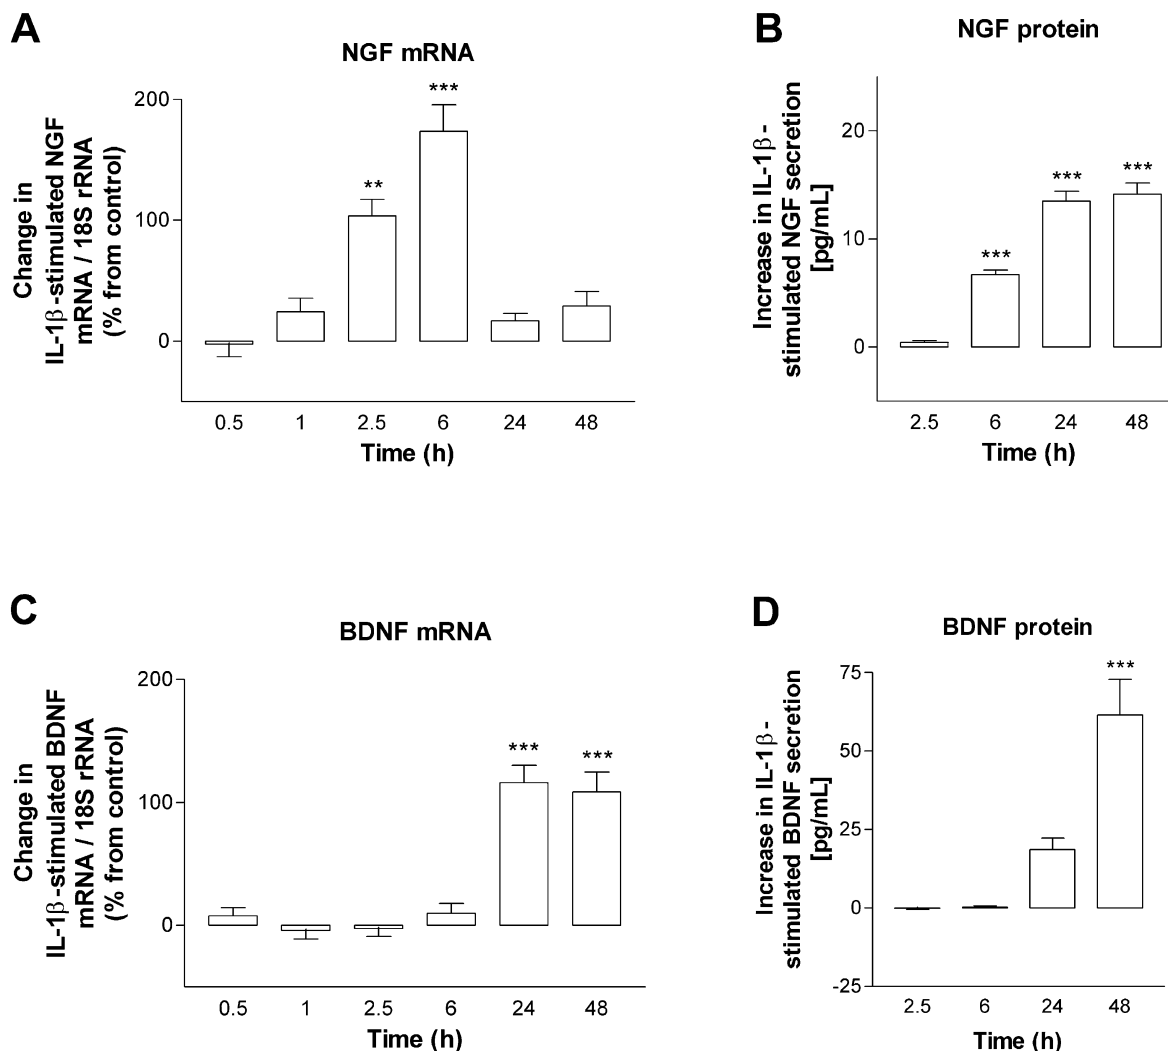 A
NGF mRNA
Change in
IL-1β-stimulated NGF
mRNA / 18S rRNA
(% from control)
200
100
0
**
***
0.5 1 2.5 6 24 48
Time (h)
B
NGF protein
Increase in IL-1β-
stimulated NGF secretion
[pg/mL]
20
10
0
***
***
***
2.5 6 24 48
Time (h)
C
BDNF mRNA
Change in
IL-1β-stimulated BDNF
mRNA / 18S rRNA
(% from control)
200
100
0
***
***
0.5 1 2.5 6 24 48
Time (h)
D
BDNF protein
Increase in IL-1β-
stimulated BDNF secretion
[pg/mL]
75
50
25
0
-25
***
2.5 6 24 48
Time (h)